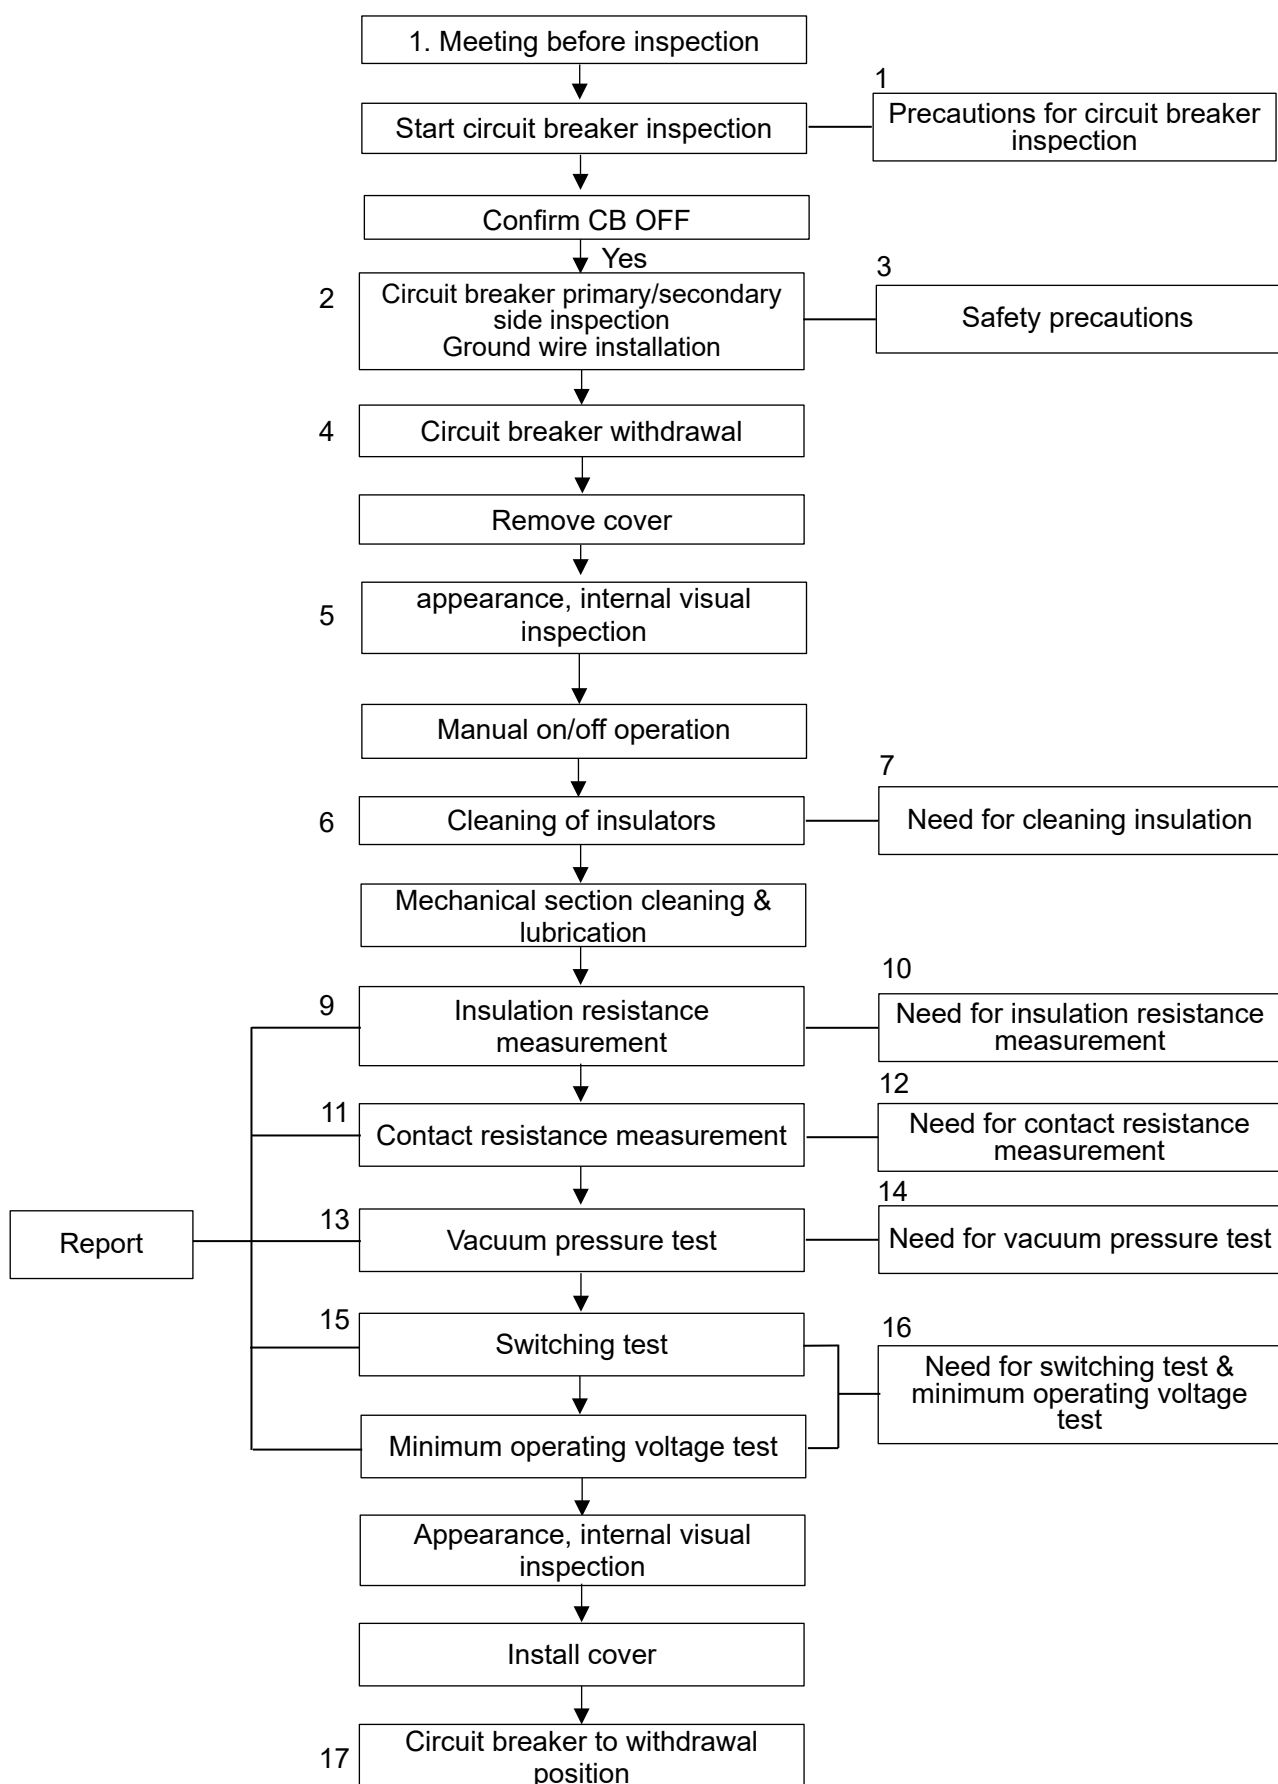 1. Meeting before inspection
1
Start circuit breaker inspection
Precautions for circuit breaker
inspection
Confirm CB OFF
Yes
3
2
Circuit breaker primary/secondary
side inspection
Ground wire installation
Safety precautions
4
Circuit breaker withdrawal
Remove cover
5
appearance, internal visual
inspection
Manual on/off operation
7
6
Cleaning of insulators
Need for cleaning insulation
Mechanical section cleaning &
lubrication
10
9
Insulation resistance
measurement
Need for insulation resistance
measurement
12
11
Contact resistance measurement
Need for contact resistance
measurement
14
13
Report
Vacuum pressure test
Need for vacuum pressure test
15
16
Switching test
Need for switching test &
minimum operating voltage
test
Minimum operating voltage test
Appearance, internal visual
inspection
Install cover
17
Circuit breaker to withdrawal
position